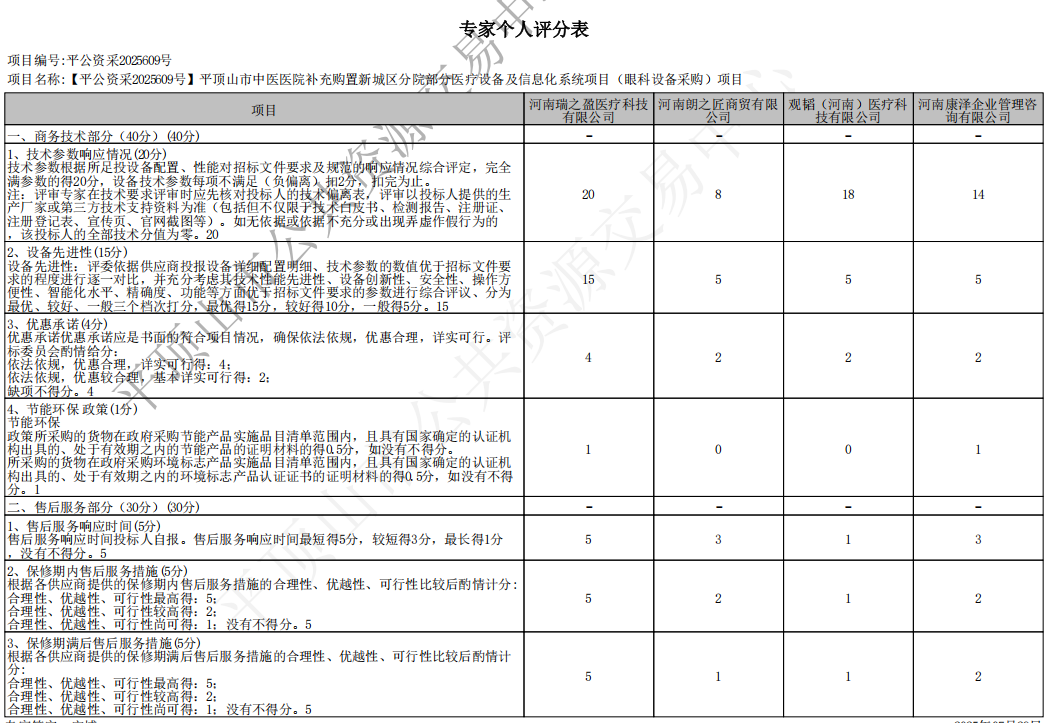 专家个人评分表
项目编号:平公资采2025609号
项目名称:【平公资采2025609号】平顶山市中医医院补充购置新城区分院部分医疗设备及信息化系统项目（眼科设备采购）项目
项目 河南瑞之盈医疗科技 河南朗之匠商贸有限 观韬（河南）医疗科 河南康泽企业管理咨
有限公司 公司 技有限公司 询有限公司
一、商务技术部分（40分）(40分) – – – –
1、技术参数响应情况(20分)
技术参数根据所足投设备配置、性能对招标文件要求及规范的响应情况综合评定，完全
满参数的得20分，设备技术参数每项不满足（负偏离）扣2分，扣完为止。
注：评审专家在技术要求评审时应先核对投标人的技术偏离表，评审以投标人提供的生
产厂家或第三方技术支持资料为准（包括但不仅限于技术白皮书、检测报告、注册证、
注册登记表、宣传页、官网截图等）。如无依据或依据不充分或出现弄虚作假行为的
，该投标人的全部技术分值为零。20
20 8 18 14
2、设备先进性(15分)
设备先进性：评委依据供应商投报设备详细配置明细、技术参数的数值优于招标文件要
求的程度进行逐一对比，并充分考虑其技术性能先进性、设备创新性、安全性、操作方
便性、智能化水平、精确度、功能等方面优于招标文件要求的参数进行综合评议、分为
最优、较好、一般三个档次打分，最优得15分，较好得10分，一般得5分。15
15 5 5 5
3、优惠承诺(4分)
优惠承诺优惠承诺应是书面的符合项目情况，确保依法依规，优惠合理，详实可行。评
标委员会酌情给分：
依法依规，优惠合理，详实可行得：4；
依法依规，优惠较合理，基本详实可行得：2；
缺项不得分。4
4 2 2 2
4、节能环保 政策(1分)
节能环保
政策所采购的货物在政府采购节能产品实施品目清单范围内，且具有国家确定的认证机
构出具的、处于有效期之内的节能产品的证明材料的得0.5分，如没有不得分。
所采购的货物在政府采购环境标志产品实施品目清单范围内，且具有国家确定的认证机
构出具的、处于有效期之内的环境标志产品认证证书的证明材料的得0.5分，如没有不得
分。1
1 0 0 1
二、售后服务部分（30分）(30分) – – – –
1、售后服务响应时间(5分)
售后服务响应时间投标人自报。售后服务响应时间最短得5分，较短得3分，最长得1分
，没有不得分。5
5 3 1 3
2、保修期内售后服务措施(5分)
根据各供应商提供的保修期内售后服务措施的合理性、优越性、可行性比较后酌情计分：
合理性、优越性、可行性最高得：5；
合理性、优越性、可行性较高得：2；
合理性、优越性、可行性尚可得：1；没有不得分。5
5 2 1 2
3、保修期满后售后服务措施(5分)
根据各供应商提供的保修期满后售后服务措施的合理性、优越性、可行性比较后酌情计
分:
合理性、优越性、可行性最高得：5；
合理性、优越性、可行性较高得：2；
合理性、优越性、可行性尚可得：1；没有不得分。5
5 1 1 2
平顶山市公共资源交易中
平顶山市公共资源交易中心